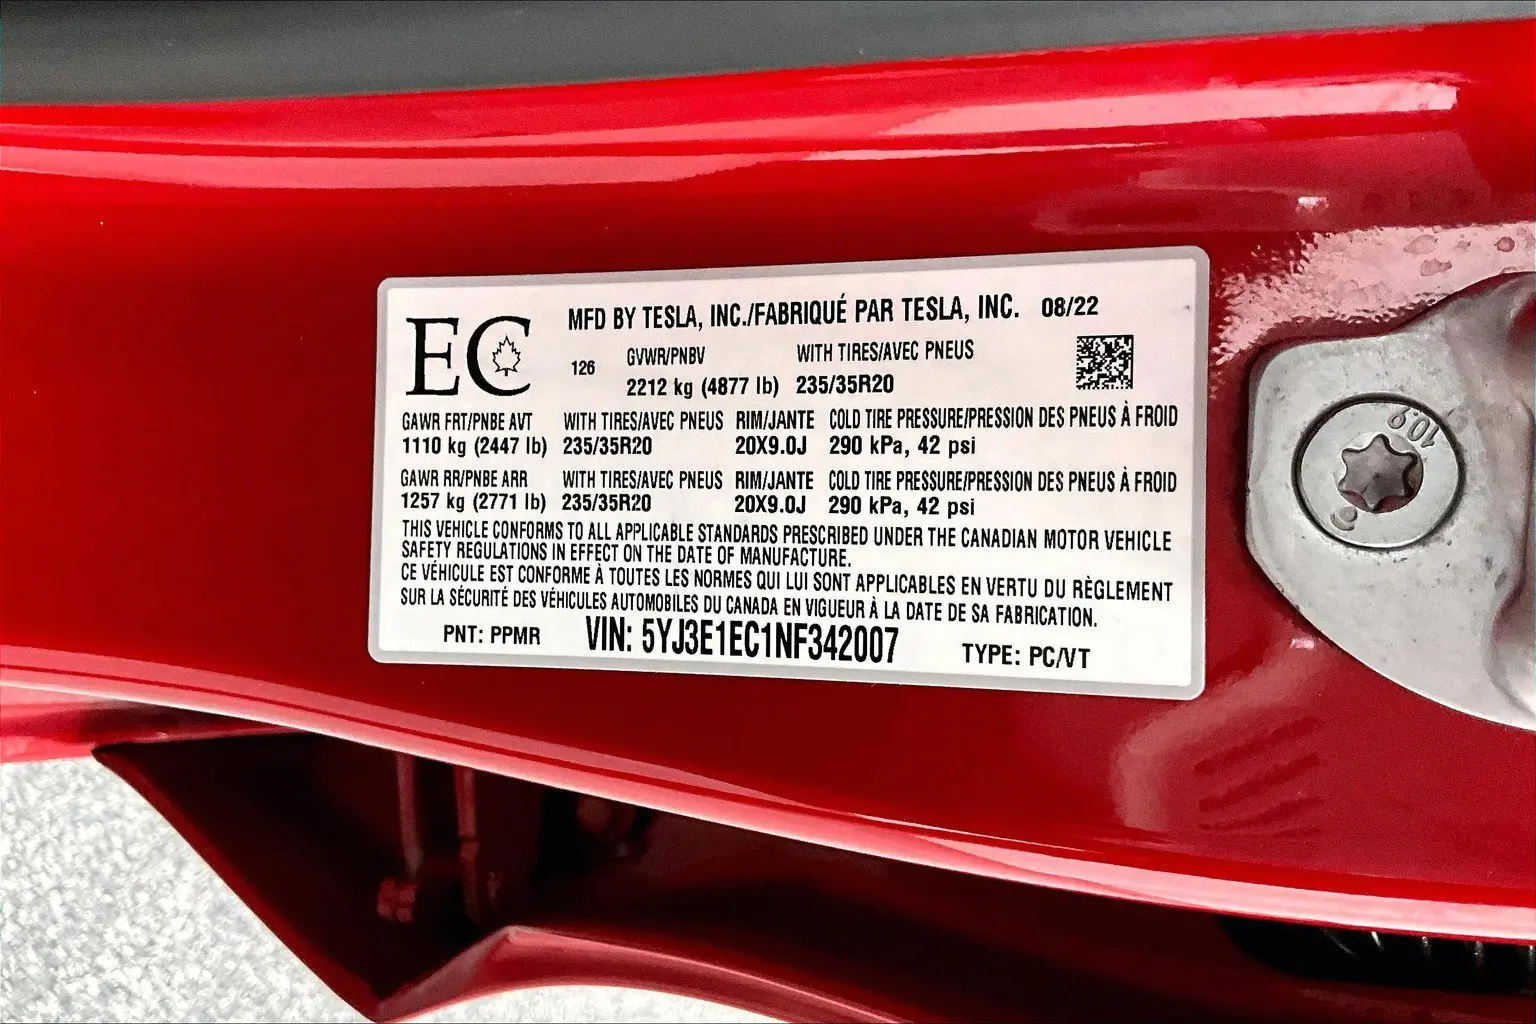 EC
MFD BY TESLA, INC./FABRIQUÉ PAR TESLA, INC. 08/22
126 GVWR/PNBV WITH TIRES/AVEC PNEUS
2212 kg (4877 lb) 235/35R20
GAWR FRT/PNBE AVT WITH TIRES/AVEC PNEUS RIM/JANTE COLD TIRE PRESSURE/PRESSION DES PNEUS À FROID
1110 kg (2447 lb) 235/35R20 20X9.0J 290 kPa, 42 psi
GAWR RR/PNBE ARR WITH TIRES/AVEC PNEUS RIM/JANTE COLD TIRE PRESSURE/PRESSION DES PNEUS À FROID
1257 kg (2771 lb) 235/35R20 20X9.0J 290 kPa, 42 psi
THIS VEHICLE CONFORMS TO ALL APPLICABLE STANDARDS PRESCRIBED UNDER THE CANADIAN MOTOR VEHICLE
SAFETY REGULATIONS IN EFFECT ON THE DATE OF MANUFACTURE.
CE VÉHICULE EST CONFORME À TOUTES LES NORMES QUI LUI SONT APPLICABLES EN VERTU DU RÈGLEMENT
SUR LA SÉCURITÉ DES VÉHICULES AUTOMOBILES DU CANADA EN VIGUEUR À LA DATE DE SA FABRICATION.
PNT: PPMR VIN: 5YJ3E1EC1NF342007 TYPE: PC/VT
10.9